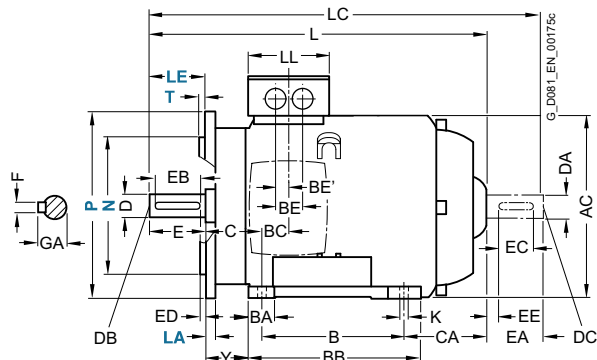 LC
L
LL
LE
T
G_D081_EN_00175c
F
GA
P
N
D
EB
E
C
BC
BE
BE'
DA
AC
EC
DB
ED
LA
BA
B
K
CA
EE
EA
DC
Y
BB